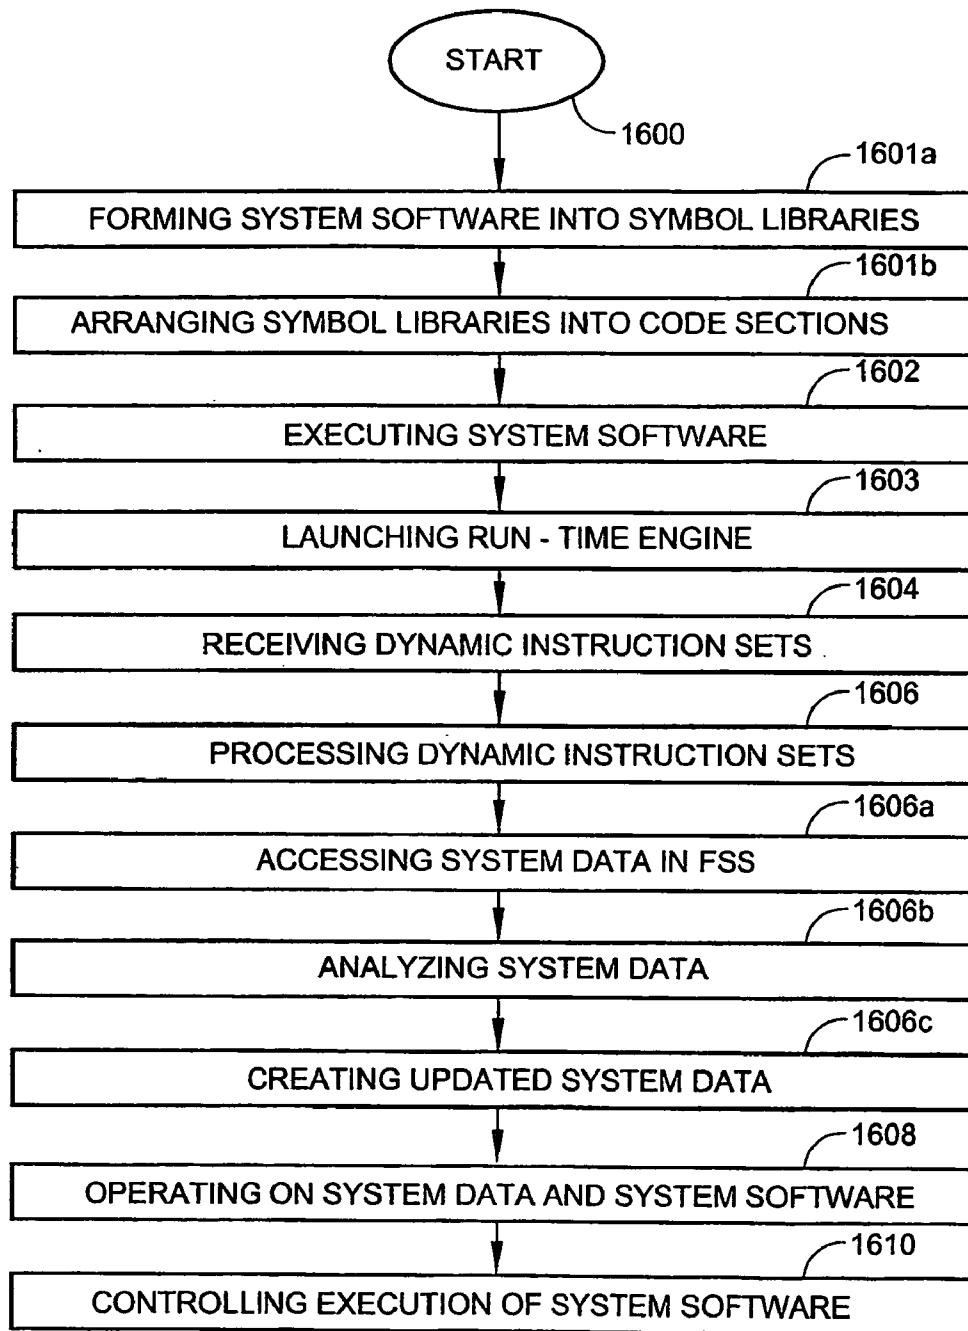 START
1600
1601a
FORMING SYSTEM SOFTWARE INTO SYMBOL LIBRARIES
1601b
ARRANGING SYMBOL LIBRARIES INTO CODE SECTIONS
1602
EXECUTING SYSTEM SOFTWARE
1603
LAUNCHING RUN - TIME ENGINE
1604
RECEIVING DYNAMIC INSTRUCTION SETS
1606
PROCESSING DYNAMIC INSTRUCTION SETS
1606a
ACCESSING SYSTEM DATA IN FSS
1606b
ANALYZING SYSTEM DATA
1606c
CREATING UPDATED SYSTEM DATA
1608
OPERATING ON SYSTEM DATA AND SYSTEM SOFTWARE
1610
CONTROLLING EXECUTION OF SYSTEM SOFTWARE